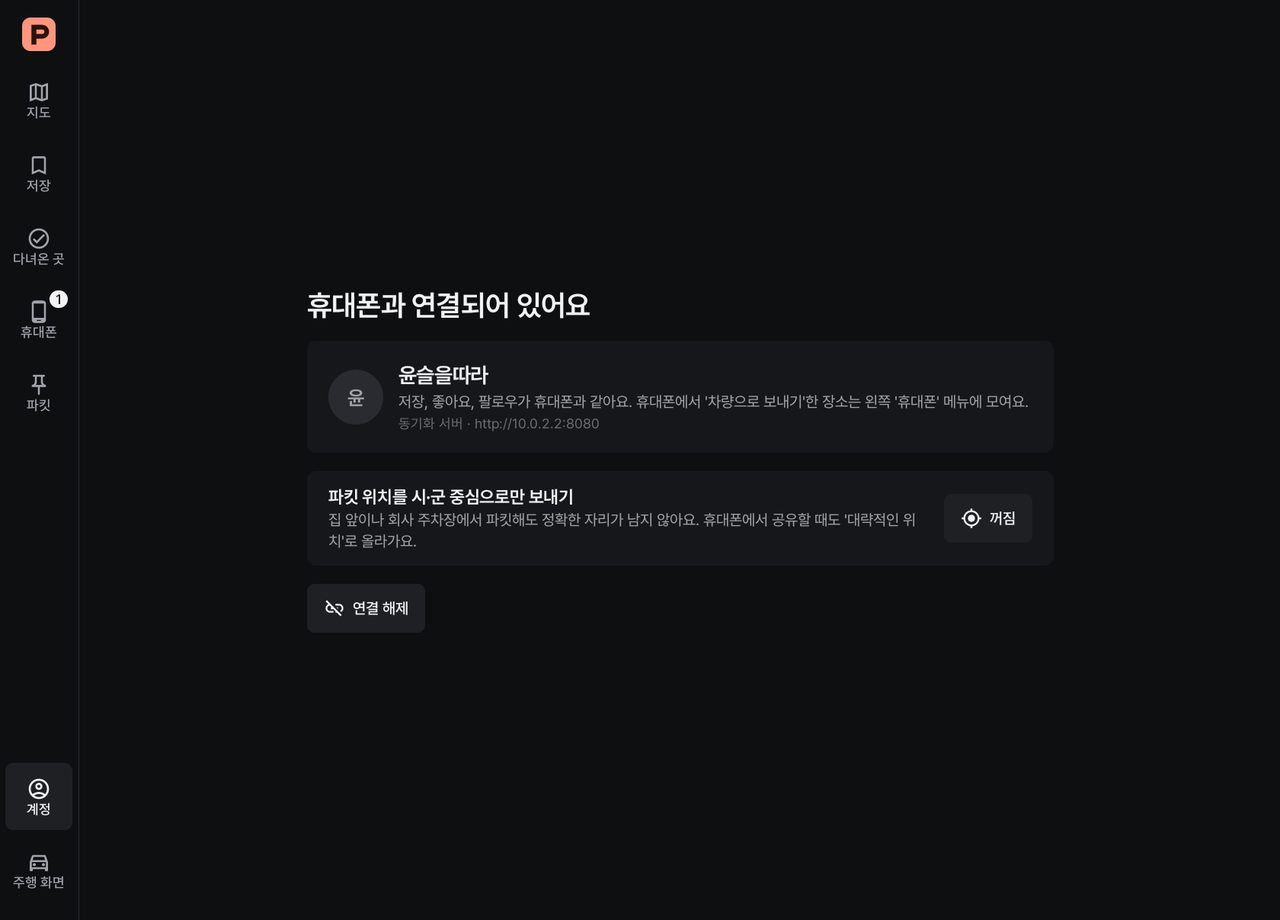 P
지도
저장
다녀온 곳
1
휴대폰
파킷
계정
주행 화면
휴대폰과 연결되어 있어요
윤
윤슬을따라
저장, 좋아요, 팔로우가 휴대폰과 같아요. 휴대폰에서 '차량으로 보내기'한 장소는 왼쪽 '휴대폰' 메뉴에 모여요.
동기화 서버 · http://10.0.2.2:8080
파킷 위치를 시·군 중심으로만 보내기
집 앞이나 회사 주차장에서 파킷해도 정확한 자리가 남지 않아요. 휴대폰에서 공유할 때도 '대략적인 위
치'로 올라가요.
꺼짐
연결 해제